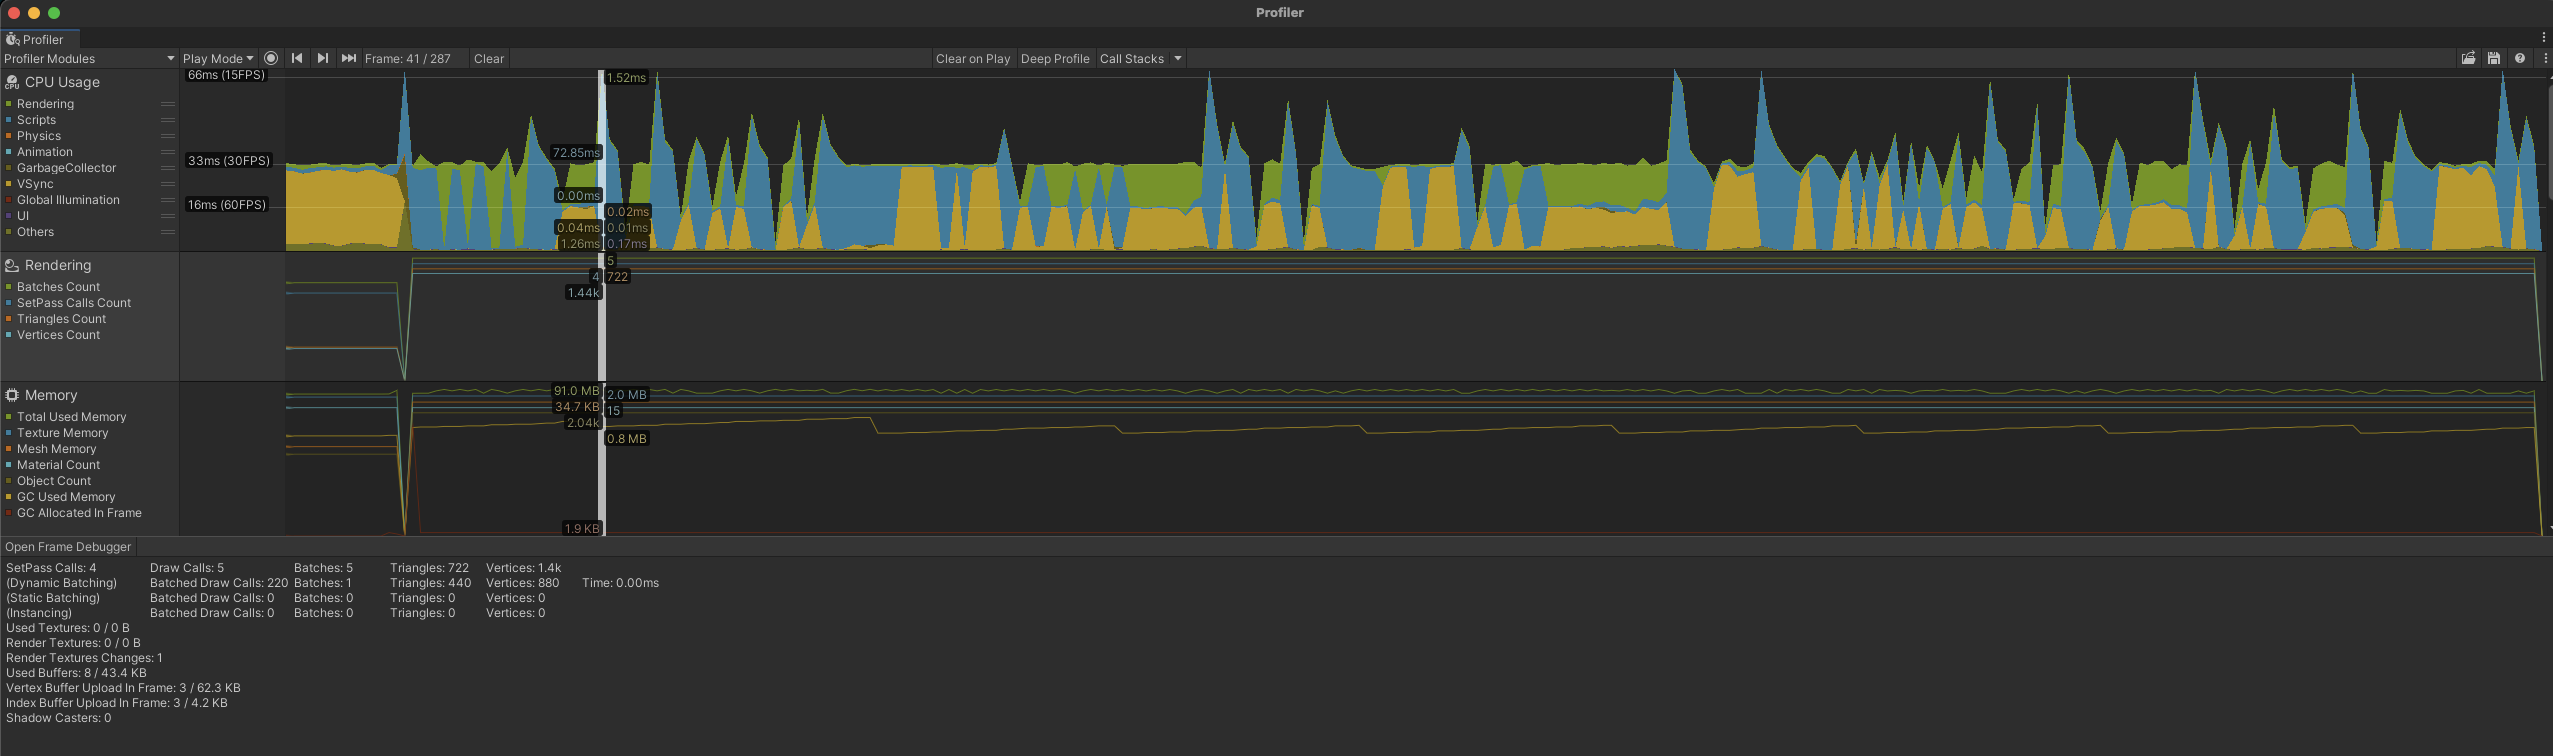 Profiler
Profiler
Profiler Modules
Play Mode
Frame: 41 / 287
Clear
Clear on Play
Deep Profile
Call Stacks
CPU Usage
CPU
Rendering
Scripts
Physics
Animation
GarbageCollector
VSync
Global Illumination
UI
Others
66ms (15FPS)
33ms (30FPS)
16ms (60FPS)
1.52ms
72.85ms
0.00ms
0.02ms
0.04ms
0.01ms
1.26ms
0.17ms
Rendering
Batches Count
SetPass Calls Count
Triangles Count
Vertices Count
5
4
722
1.44k
Memory
Total Used Memory
Texture Memory
Mesh Memory
Material Count
Object Count
GC Used Memory
GC Allocated In Frame
91.0 MB
2.0 MB
34.7 KB
15
2.04k
0.8 MB
1.9 KB
Open Frame Debugger
SetPass Calls: 4 Draw Calls: 5 Batches: 5 Triangles: 722 Vertices: 1.4k
(Dynamic Batching) Batched Draw Calls: 220 Batches: 1 Triangles: 440 Vertices: 880 Time: 0.00ms
(Static Batching) Batched Draw Calls: 0 Batches: 0 Triangles: 0 Vertices: 0
(Instancing) Batched Draw Calls: 0 Batches: 0 Triangles: 0 Vertices: 0
Used Textures: 0 / 0 B
Render Textures: 0 / 0 B
Render Textures Changes: 1
Used Buffers: 8 / 43.4 KB
Vertex Buffer Upload In Frame: 3 / 62.3 KB
Index Buffer Upload In Frame: 3 / 4.2 KB
Shadow Casters: 0